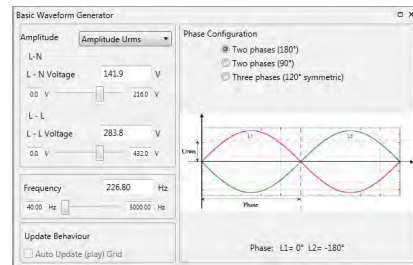 Basic Waveform Generator
Amplitude Amplitude Urms
L-N
L - N Voltage 141.9 V
0.0 V 216.0 V
L - L
L - L Voltage 283.8 V
0.0 V 432.0 V
Frequency 226.80 Hz
40.00 Hz 5000.00 Hz
Update Behaviour
Auto Update (play) Grid
Phase Configuration
Two phases (180°)
Two phases (90°)
Three phases (120° symmetric)
L1 L2
Urms
Phase
Phase: L1= 0° L2= -180°